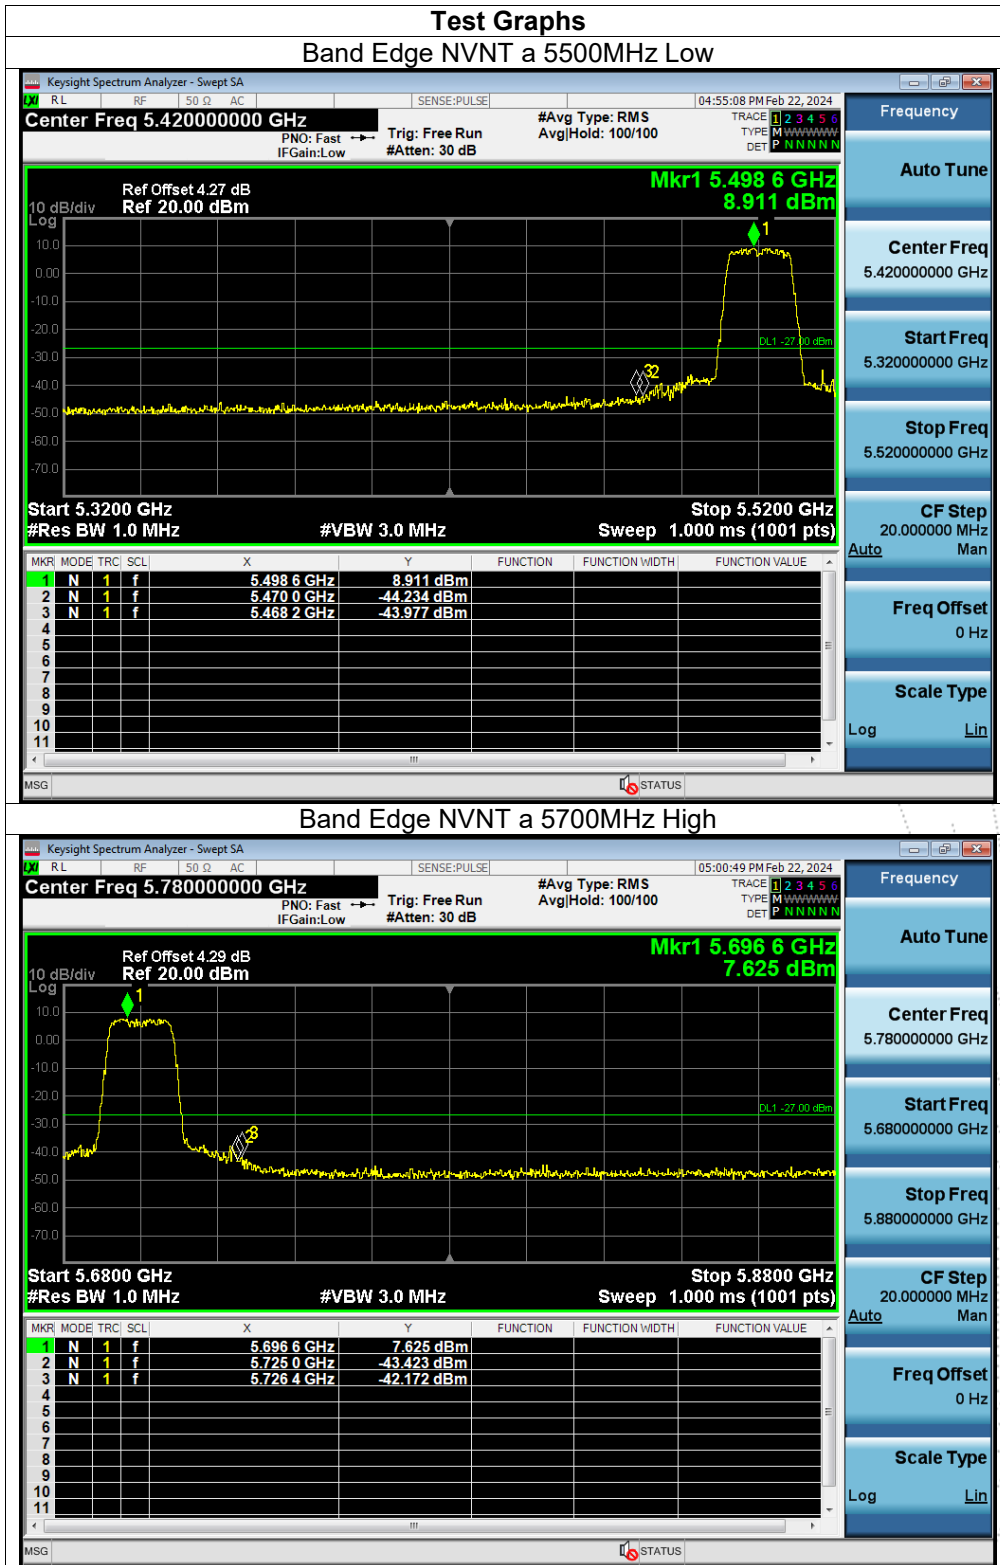 Test Graphs
Band Edge NVNT a 5500MHz Low
Keysight Spectrum Analyzer - Swept SA
LXI RL RF 50 Ω AC SENSE:PULSE 04:55:08 PM Feb 22, 2024
Center Freq 5.420000000 GHz #Avg Type: RMS TRACE 1 2 3 4 5 6
PNO: Fast Trig: Free Run Avg|Hold: 100/100 TYPE M WWWWW
IFGain:Low #Atten: 30 dB DET P N N N N N
Frequency
Auto Tune
Center Freq
5.420000000 GHz
Start Freq
5.320000000 GHz
Stop Freq
5.520000000 GHz
CF Step
20.000000 MHz
Auto Man
Freq Offset
0 Hz
Scale Type
Log Lin
Mkr1 5.498 6 GHz
8.911 dBm
Ref Offset 4.27 dB
10 dB/div Ref 20.00 dBm
Log
10.0
0.00
-10.0
-20.0
-30.0
-40.0
-50.0
-60.0
-70.0
1
DL1 -27.00 dBm
32
Start 5.3200 GHz Stop 5.5200 GHz
#Res BW 1.0 MHz #VBW 3.0 MHz Sweep 1.000 ms (1001 pts)
MKR MODE TRC SCL X Y FUNCTION FUNCTION WIDTH FUNCTION VALUE
1 N 1 f 5.498 6 GHz 8.911 dBm
2 N 1 f 5.470 0 GHz -44.234 dBm
3 N 1 f 5.468 2 GHz -43.977 dBm
4
5
6
7
8
9
10
11
MSG STATUS
Band Edge NVNT a 5700MHz High
Keysight Spectrum Analyzer - Swept SA
LXI RL RF 50 Ω AC SENSE:PULSE 05:00:49 PM Feb 22, 2024
Center Freq 5.780000000 GHz #Avg Type: RMS TRACE 1 2 3 4 5 6
PNO: Fast Trig: Free Run Avg|Hold: 100/100 TYPE M WWWWW
IFGain:Low #Atten: 30 dB DET P N N N N N
Frequency
Auto Tune
Center Freq
5.780000000 GHz
Start Freq
5.680000000 GHz
Stop Freq
5.880000000 GHz
CF Step
20.000000 MHz
Auto Man
Freq Offset
0 Hz
Scale Type
Log Lin
Mkr1 5.696 6 GHz
7.625 dBm
Ref Offset 4.29 dB
10 dB/div Ref 20.00 dBm
Log
10.0
0.00
-10.0
-20.0
-30.0
-40.0
-50.0
-60.0
-70.0
1
DL1 -27.00 dBm
23
Start 5.6800 GHz Stop 5.8800 GHz
#Res BW 1.0 MHz #VBW 3.0 MHz Sweep 1.000 ms (1001 pts)
MKR MODE TRC SCL X Y FUNCTION FUNCTION WIDTH FUNCTION VALUE
1 N 1 f 5.696 6 GHz 7.625 dBm
2 N 1 f 5.725 0 GHz -43.423 dBm
3 N 1 f 5.726 4 GHz -42.172 dBm
4
5
6
7
8
9
10
11
MSG STATUS